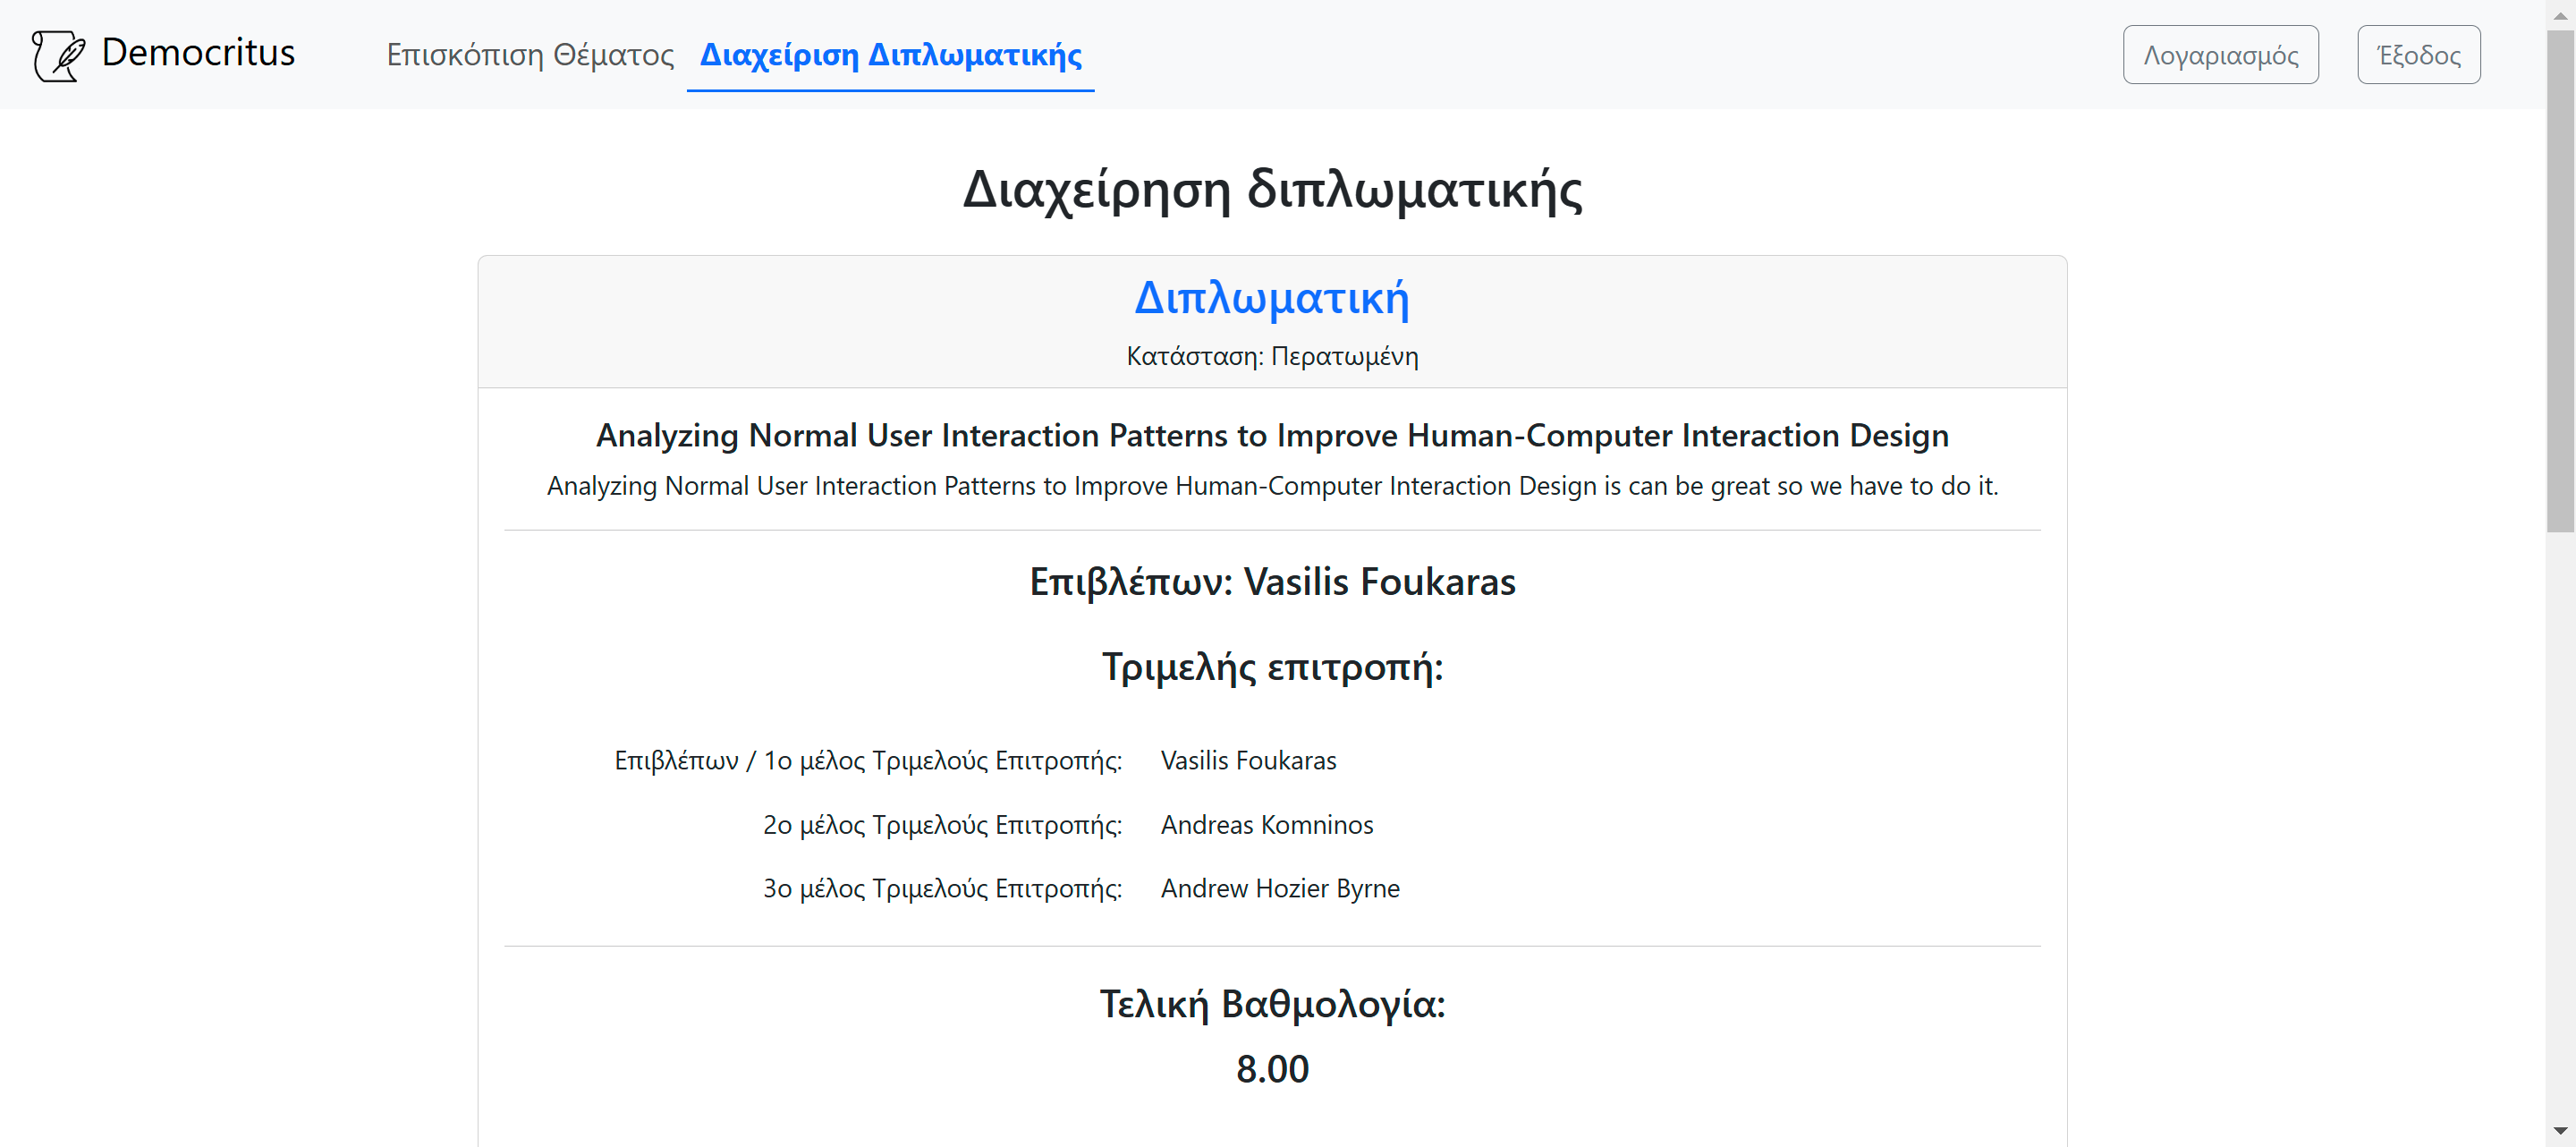 Democritus
Επισκόπιση Θέματος
Διαχείριση Διπλωματικής
Λογαριασμός
Έξοδος
Διαχείρηση διπλωματικής
Διπλωματική
Κατάσταση: Περατωμένη
Analyzing Normal User Interaction Patterns to Improve Human-Computer Interaction Design
Analyzing Normal User Interaction Patterns to Improve Human-Computer Interaction Design is can be great so we have to do it.
Επιβλέπων: Vasilis Foukaras
Τριμελής επιτροπή:
Επιβλέπων / 1ο μέλος Τριμελούς Επιτροπής: Vasilis Foukaras
2ο μέλος Τριμελούς Επιτροπής: Andreas Komninos
3ο μέλος Τριμελούς Επιτροπής: Andrew Hozier Byrne
Τελική Βαθμολογία:
8.00